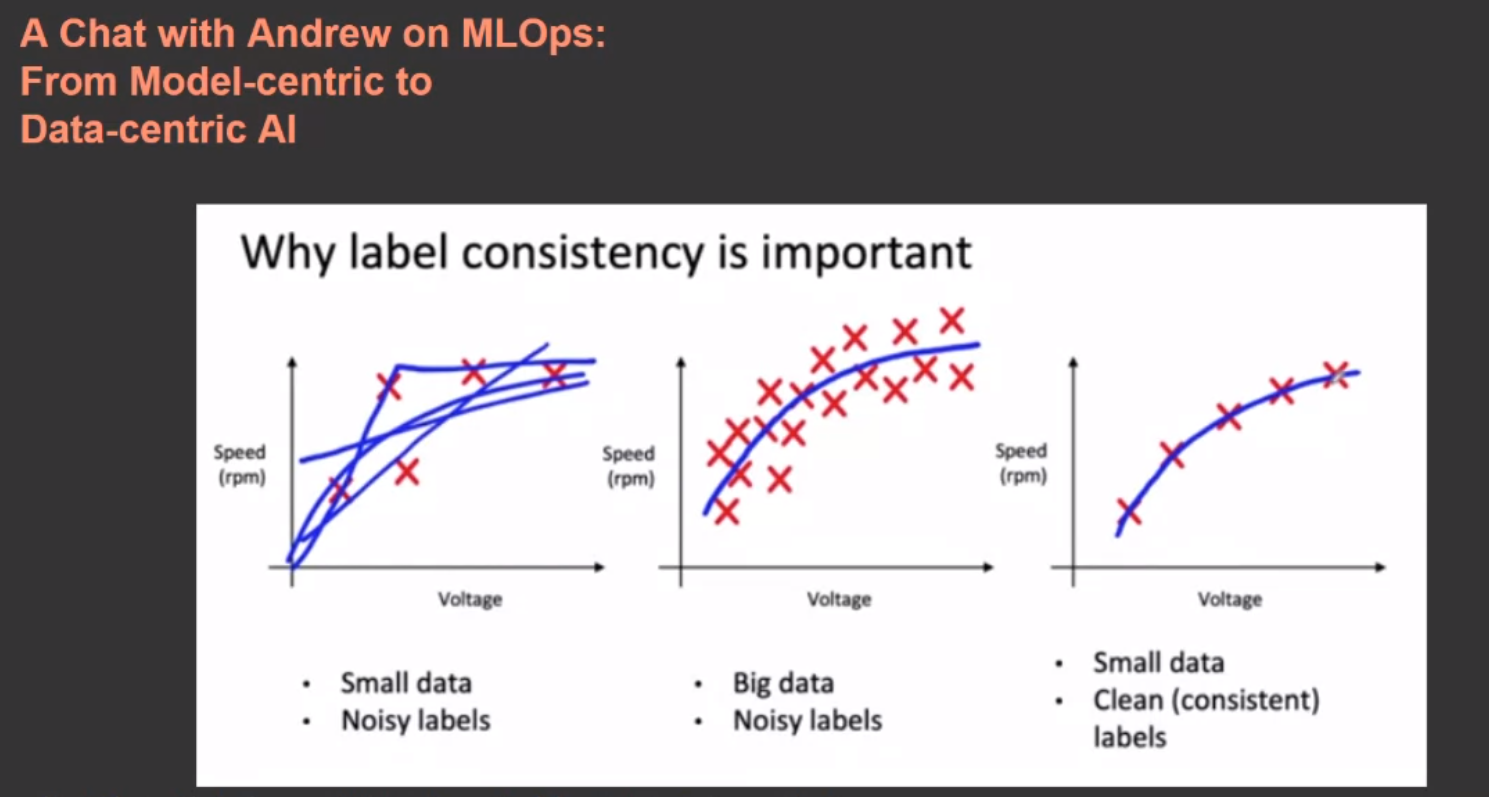 A Chat with Andrew on MLOps:
From Model-centric to
Data-centric AI
Why label consistency is important
Speed
(rpm)
Voltage
• Small data
• Noisy labels
Speed
(rpm)
Voltage
• Big data
• Noisy labels
Speed
(rpm)
Voltage
• Small data
• Clean (consistent)
labels